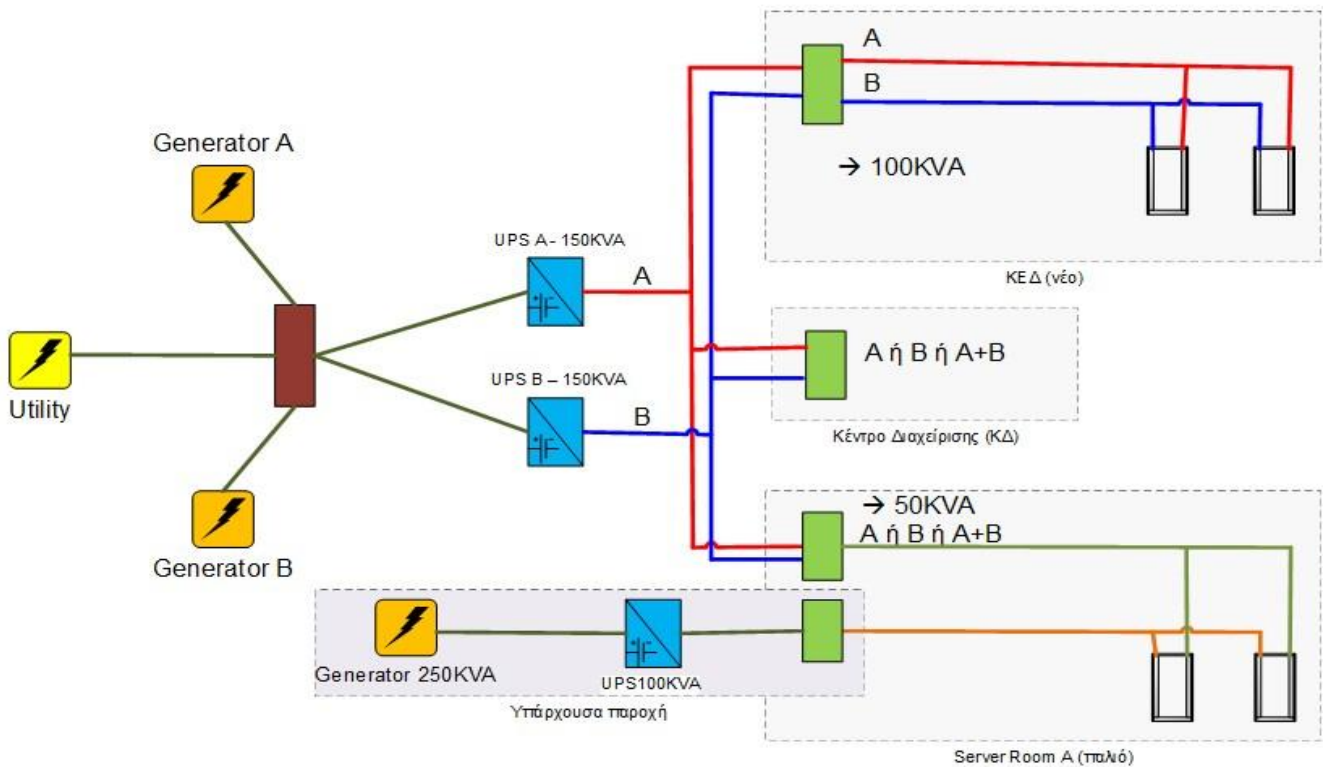 A
B
→ 100KVA
ΚΕΔ (νέο)
Generator A
UPS A- 150KVA
A
Utility
UPS B – 150KVA
B
Generator B
A ή B ή A+B
Κέντρο Διαχείρισης (ΚΔ)
→ 50KVA
A ή B ή A+B
Generator 250KVA
UPS100KVA
Υπάρχουσα παροχή
Server Room A (παλιό)